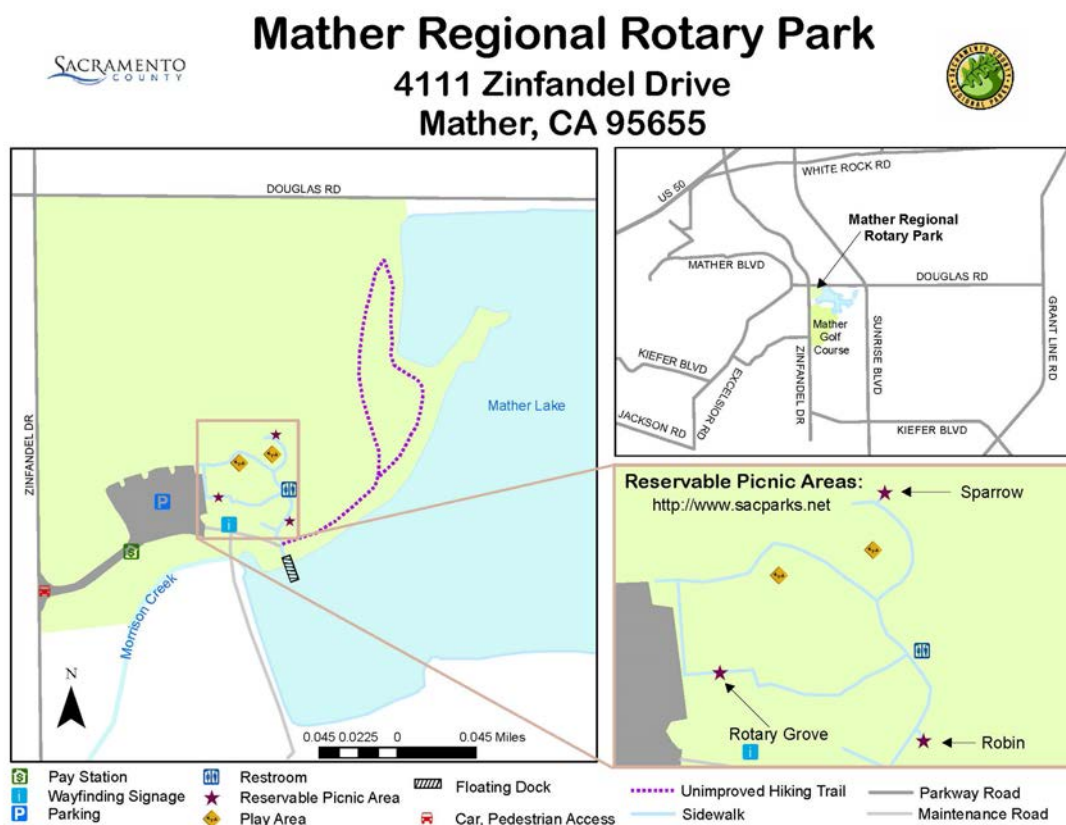 SACRAMENTO
COUNTY
Mather Regional Rotary Park
4111 Zinfandel Drive
Mather, CA 95655
SACRAMENTO COUNTY
REGIONAL PARKS
DOUGLAS RD
ZINFANDEL DR
Mather Lake
P
i
$
Morrison Creek
N
0.045 0.0225 0 0.045 Miles
US 50
WHITE ROCK RD
Mather Regional
Rotary Park
MATHER BLVD
DOUGLAS RD
Mather
Golf
Course
SUNRISE BLVD
GRANT LINE RD
ZINFANDEL DR
KIEFER BLVD
EXCELSIOR RD
JACKSON RD
KIEFER BLVD
Reservable Picnic Areas:
http://www.sacparks.net
Sparrow
Rotary Grove
Robin
i
$ Pay Station
i Wayfinding Signage
P Parking
Restroom
Reservable Picnic Area
Play Area
Floating Dock
Car, Pedestrian Access
Unimproved Hiking Trail
Sidewalk
Parkway Road
Maintenance Road